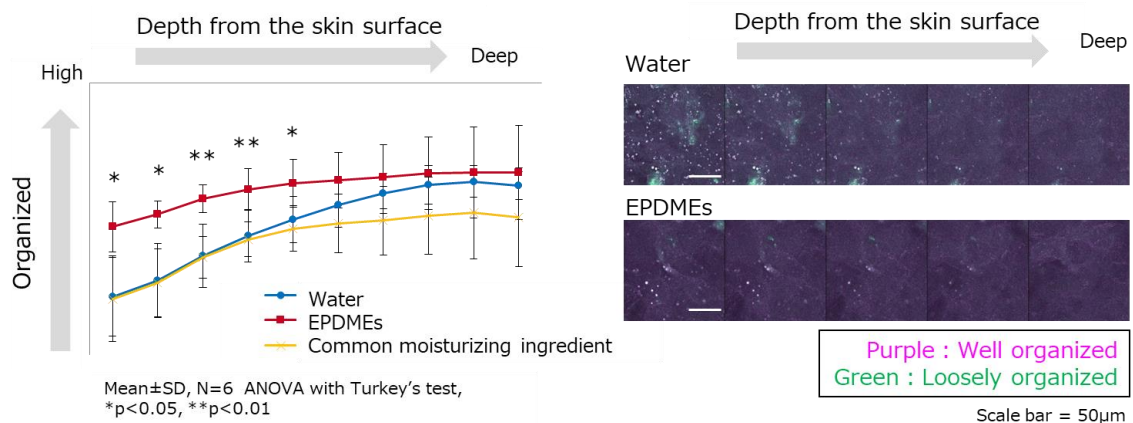 Depth from the skin surface
Deep
High
Organized
*
*
**
**
*
Water
EPDMEs
Common moisturizing ingredient
Mean±SD, N=6 ANOVA with Turkey's test,
*p<0.05, **p<0.01
Depth from the skin surface
Deep
Water
EPDMEs
Purple : Well organized
Green : Loosely organized
Scale bar = 50μm